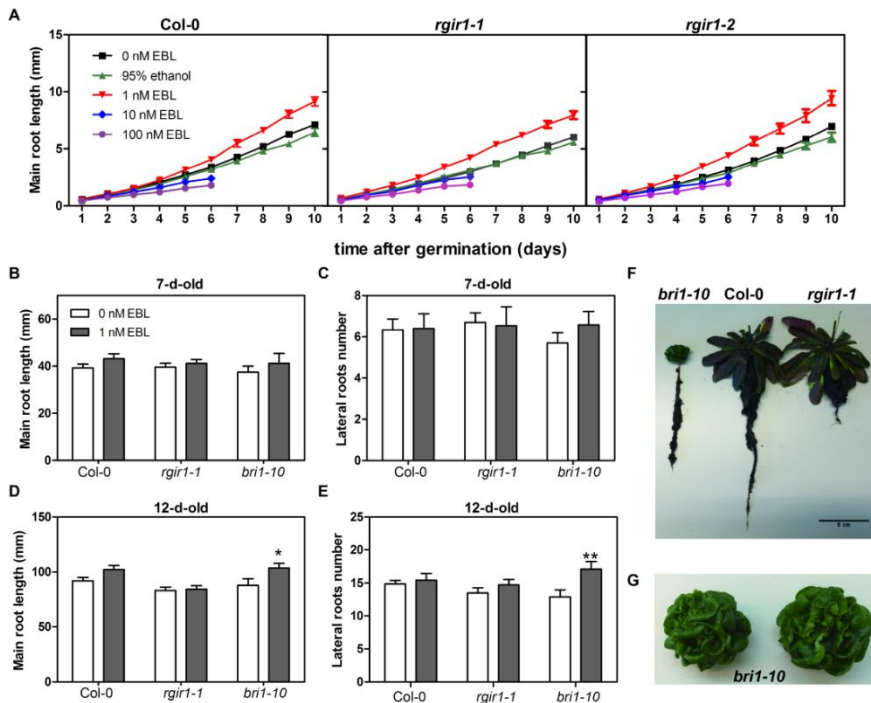 A
Col-0
rgir1-1
rgir1-2
Main root length (mm)
15
10
5
0
0 nM EBL
95% ethanol
1 nM EBL
10 nM EBL
100 nM EBL
1 2 3 4 5 6 7 8 9 10 1 2 3 4 5 6 7 8 9 10 1 2 3 4 5 6 7 8 9 10
time after germination (days)
B
7-d-old
Main root length (mm)
60
40
20
0
0 nM EBL
1 nM EBL
Col-0 rgir1-1 bri1-10
C
7-d-old
Lateral roots number
8
6
4
2
0
Col-0 rgir1-1 bri1-10
D
12-d-old
Main root length (mm)
150
100
50
0
*
Col-0 rgir1-1 bri1-10
E
12-d-old
Lateral roots number
25
20
15
10
5
0
**
Col-0 rgir1-1 bri1-10
F
bri1-10 Col-0 rgir1-1
G
bri1-10